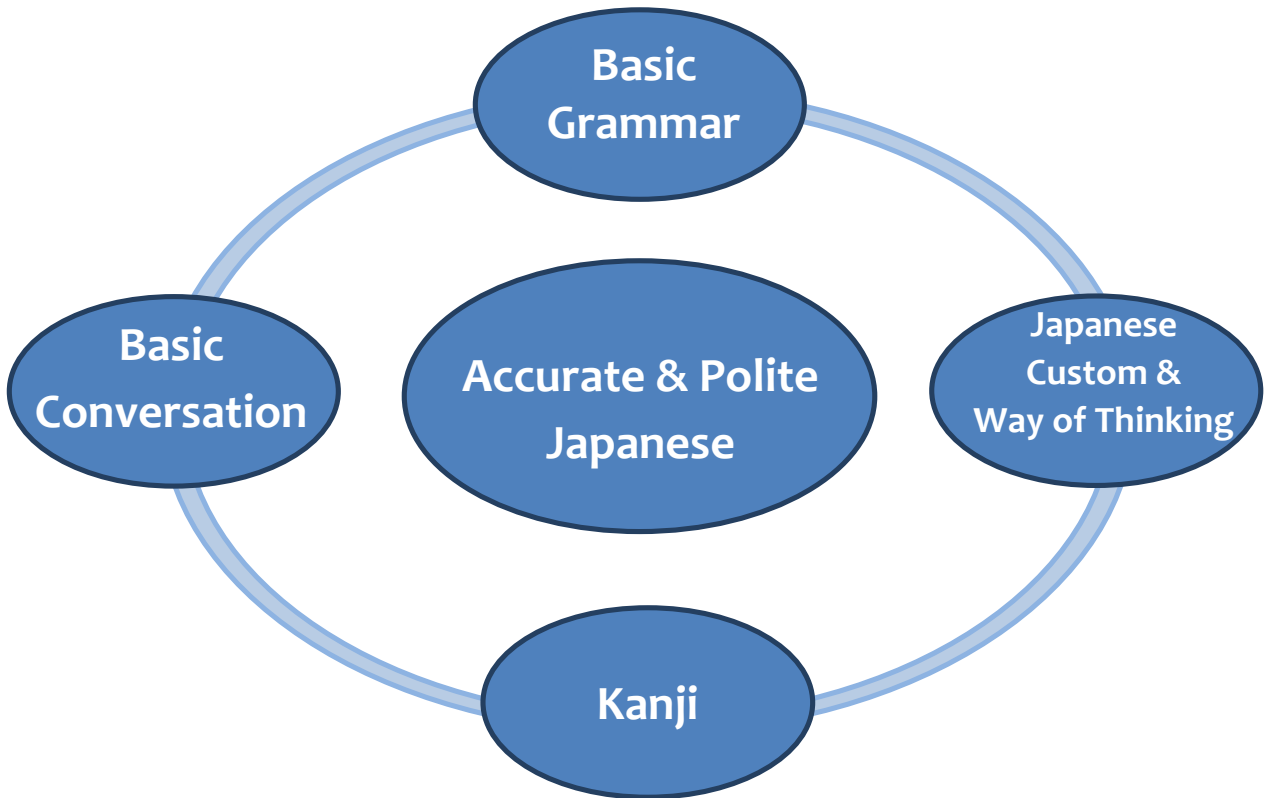 Basic
Grammar
Basic
Conversation
Accurate & Polite
Japanese
Japanese
Custom &
Way of Thinking
Kanji